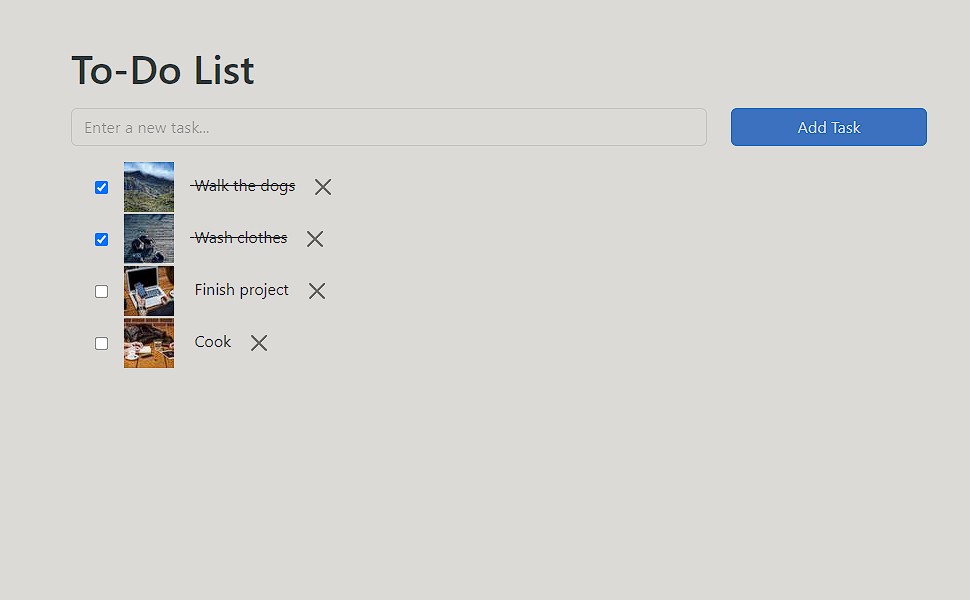 To-Do List
Enter a new task...
Add Task
Walk the dogs
Wash clothes
Finish project
Cook